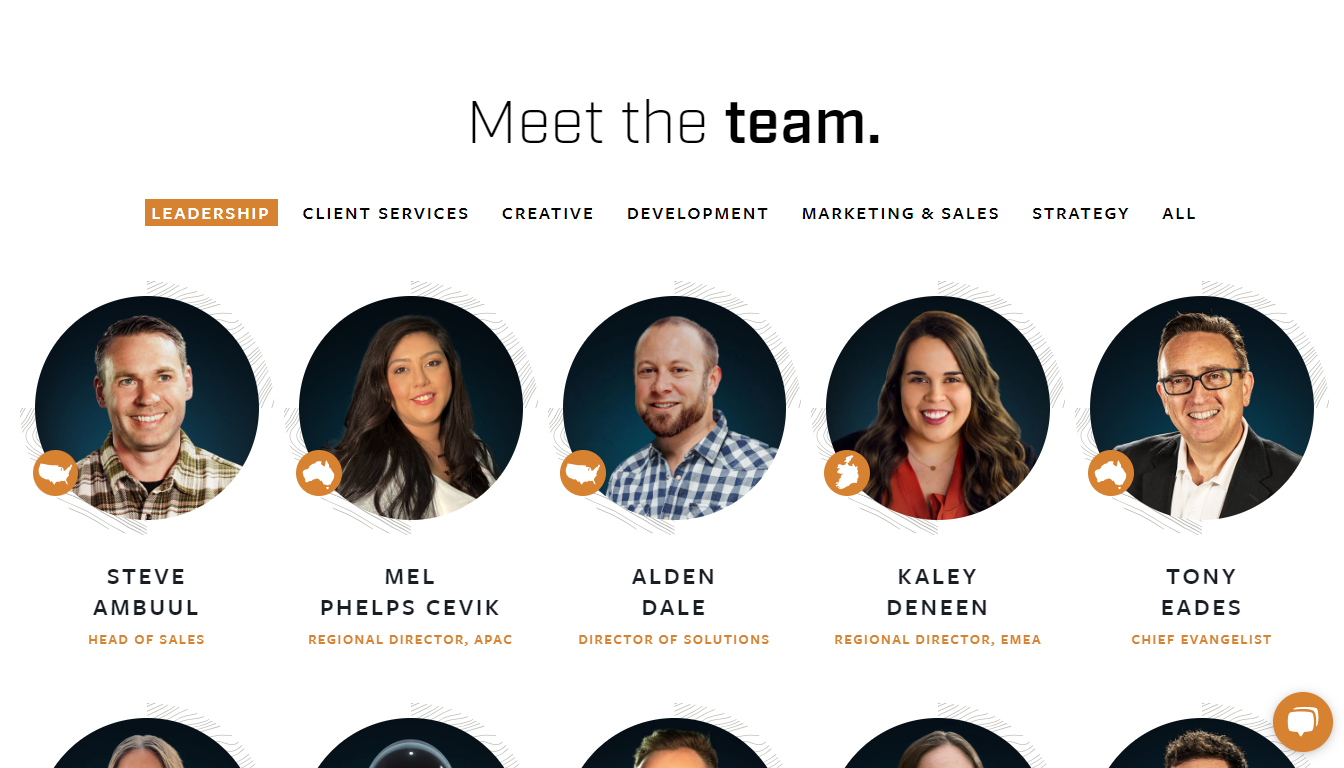 Meet the team.
LEADERSHIP CLIENT SERVICES CREATIVE DEVELOPMENT MARKETING & SALES STRATEGY ALL
STEVE
AMBUUL
HEAD OF SALES
MEL
PHELPS CEVIK
REGIONAL DIRECTOR, APAC
ALDEN
DALE
DIRECTOR OF SOLUTIONS
KALEY
DENEEN
REGIONAL DIRECTOR, EMEA
TONY
EADES
CHIEF EVANGELIST